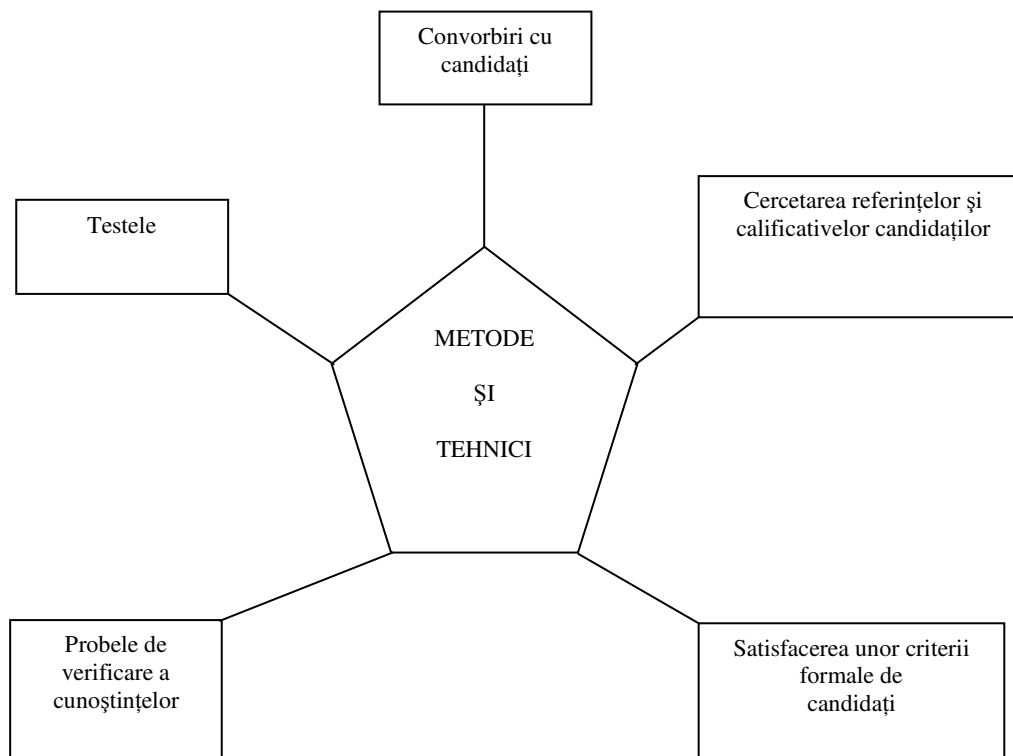 Convorbiri cu
candidați
Testele
Cercetarea referințelor şi
calificativelor candidaților
METODE
ŞI
TEHNICI
Probele de
verificare a
cunoştințelor
Satisfacerea unor criterii
formale de
candidați